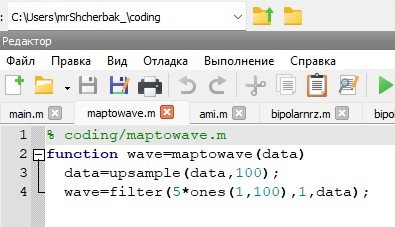 C:\Users\mrShcherbak_\coding
Редактор
Файл Правка Вид Отладка Выполнение Справка
main.m maptowave.m ami.m bipolarnrz.m bipol
1 % coding/maptowave.m
2 function wave=maptowave(data)
3 data=upsample(data,100);
4 wave=filter(5*ones(1,100),1,data);